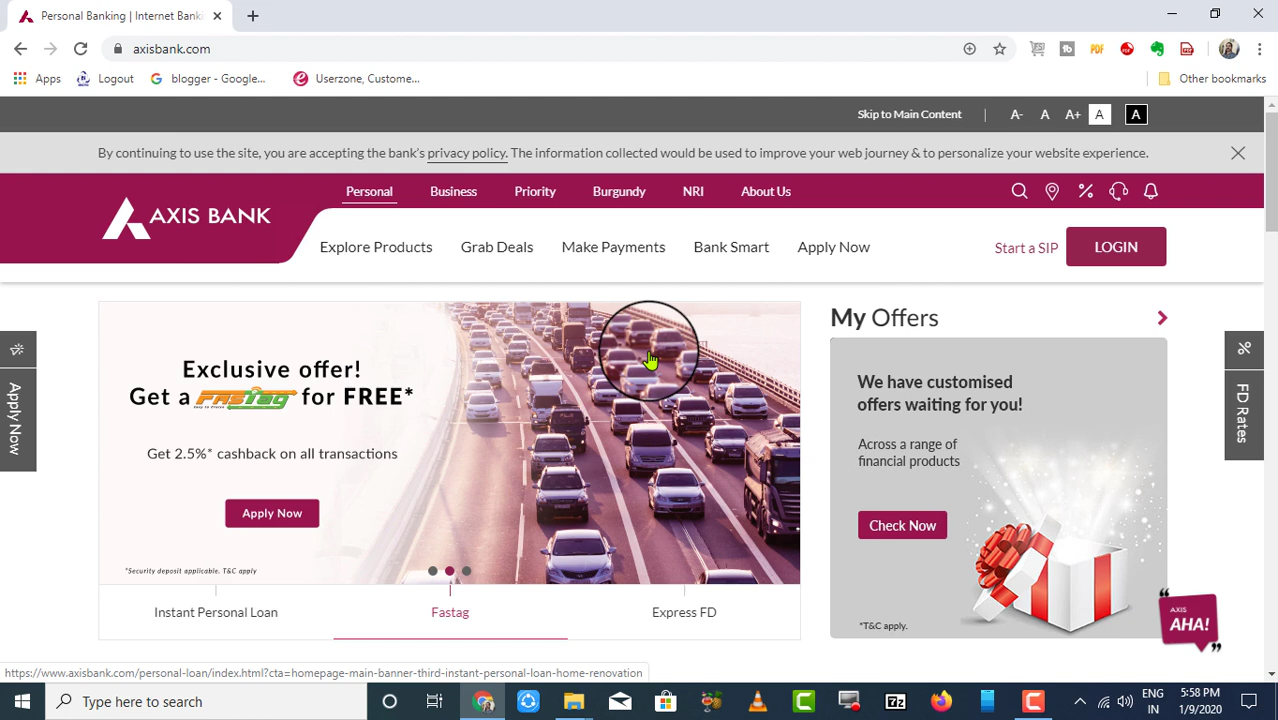 Personal Banking | Internet Bank
axisbank.com
Apps
Logout
blogger - Google...
Userzone, Custome...
Other bookmarks
PDF
Skip to Main Content | A- A A+ A A
By continuing to use the site, you are accepting the bank's privacy policy. The information collected would be used to improve your web journey & to personalize your website experience.
Personal Business Priority Burgundy NRI About Us
AXIS BANK
Explore Products Grab Deals Make Payments Bank Smart Apply Now Start a SIP LOGIN
Exclusive offer!
Get a FASTag for FREE*
Get 2.5%* cashback on all transactions
Apply Now
*Security deposit applicable. T&C apply
Instant Personal Loan Fastag Express FD
My Offers
We have customised
offers waiting for you!
Across a range of
financial products
Check Now
*T&C apply.
AXIS
AHA!
Apply Now
% FD Rates
https://www.axisbank.com/personal-loan/index.html?cta=homepage-main-banner-third-instant-personal-loan-home-renovation
Type here to search
7z
ENG
IN
5:58 PM
1/9/2020